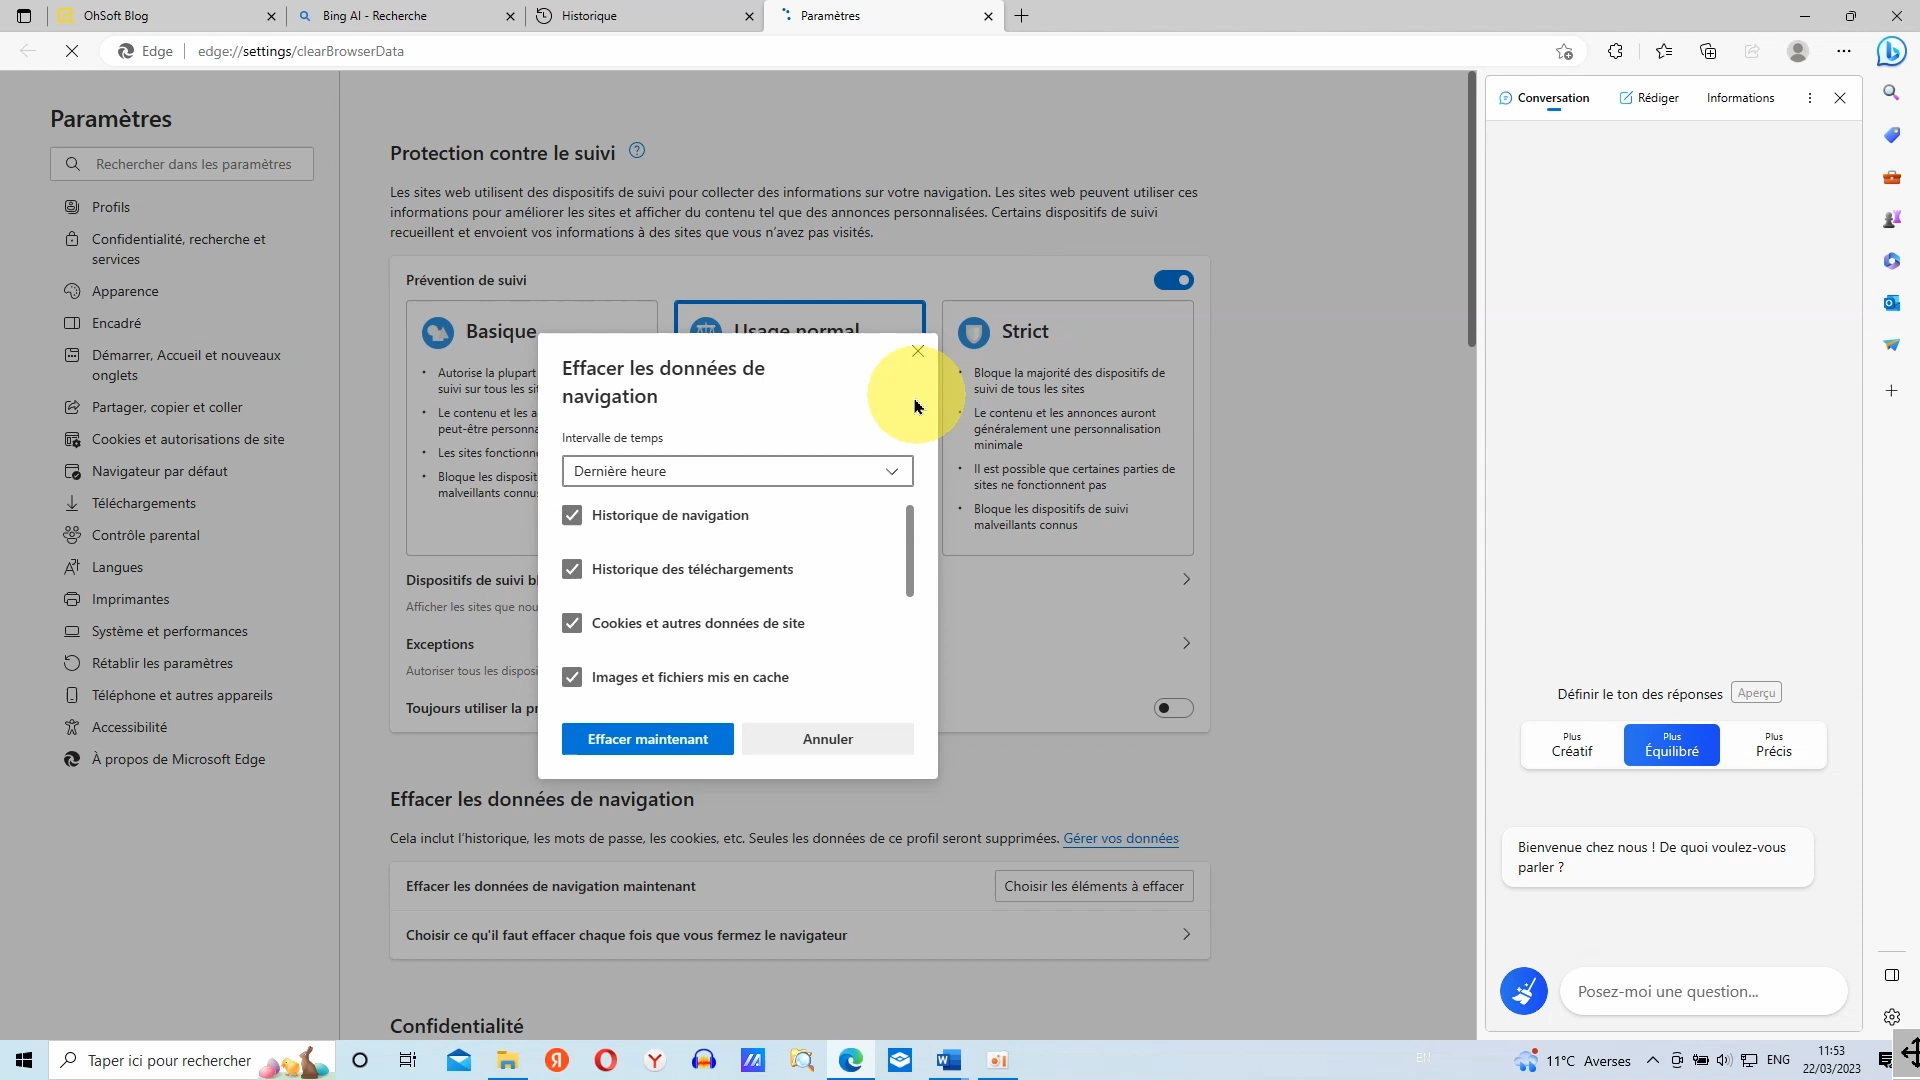 OhSoft Blog
Bing AI - Recherche
Historique
Paramètres
Edge
edge://settings/clearBrowserData
Paramètres
Rechercher dans les paramètres
Profils
Confidentialité, recherche et
services
Apparence
Encadré
Démarrer, Accueil et nouveaux
onglets
Partager, copier et coller
Cookies et autorisations de site
Navigateur par défaut
Téléchargements
Contrôle parental
Langues
Imprimantes
Système et performances
Rétablir les paramètres
Téléphone et autres appareils
Accessibilité
À propos de Microsoft Edge
Protection contre le suivi
Les sites web utilisent des dispositifs de suivi pour collecter des informations sur votre navigation. Les sites web peuvent utiliser ces
informations pour améliorer les sites et afficher du contenu tel que des annonces personnalisées. Certains dispositifs de suivi
recueillent et envoient vos informations à des sites que vous n'avez pas visités.
Prévention de suivi
Basique
Autorise la plupart
suivi sur tous les sit
Le contenu et les a
peut-être personna
Les sites fonctionne
Bloque les disposit
malveillants connus
Usage normal
Strict
Bloque la majorité des dispositifs de
suivi de tous les sites
Le contenu et les annonces auront
généralement une personnalisation
minimale
Il est possible que certaines parties de
sites ne fonctionnent pas
Bloque les dispositifs de suivi
malveillants connus
Dispositifs de suivi bl
Afficher les sites que nou
Exceptions
Autoriser tous les disposi
Toujours utiliser la pr
Effacer les données de
navigation
Intervalle de temps
Dernière heure
Historique de navigation
Historique des téléchargements
Cookies et autres données de site
Images et fichiers mis en cache
Effacer maintenant
Annuler
Effacer les données de navigation
Cela inclut l'historique, les mots de passe, les cookies, etc. Seules les données de ce profil seront supprimées. Gérer vos données
Effacer les données de navigation maintenant
Choisir les éléments à effacer
Choisir ce qu'il faut effacer chaque fois que vous fermez le navigateur
Confidentialité
Conversation
Rédiger
Informations
Définir le ton des réponses
Aperçu
Plus
Créatif
Plus
Équilibré
Plus
Précis
Bienvenue chez nous ! De quoi voulez-vous
parler ?
Posez-moi une question...
Taper ici pour rechercher
EN
11°C Averses
ENG
11:53
22/03/2023